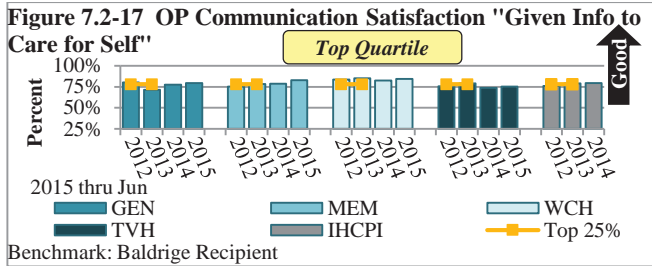 Figure 7.2-17 OP Communication Satisfaction "Given Info to
Care for Self"
Top Quartile
Good
Percent
100%
75%
50%
25%
2012 2013 2014 2015 2012 2013 2014 2015 2012 2013 2014 2015 2012 2013 2014 2015 2012 2013 2014
2015 thru Jun
GEN MEM WCH
TVH IHCPI Top 25%
Benchmark: Baldrige Recipient